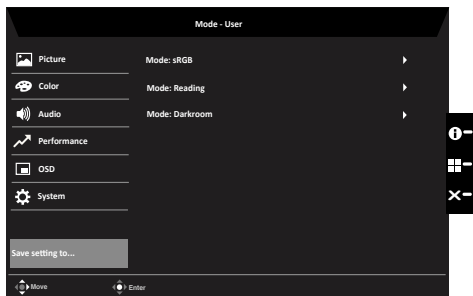 Mode - User
Picture
Color
Audio
Performance
OSD
System
Save setting to...
Mode: sRGB
Mode: Reading
Mode: Darkroom
Move
Enter